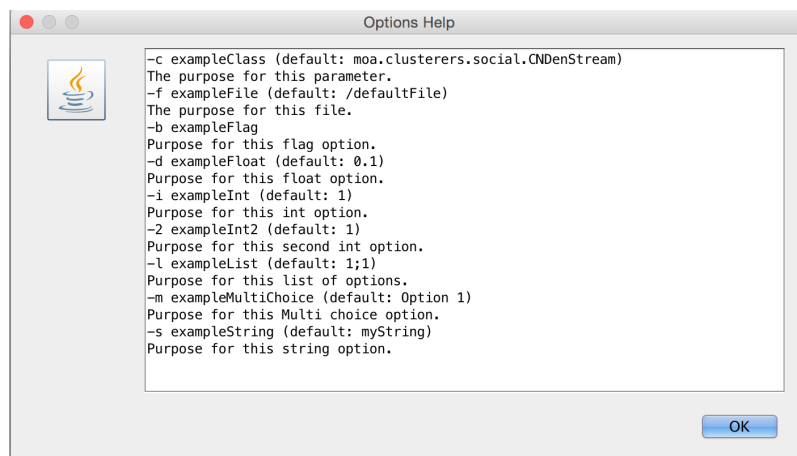 Options Help
-c exampleClass (default: moa.clusterers.social.CNDenStream)
The purpose for this parameter.
-f exampleFile (default: /defaultFile)
The purpose for this file.
-b exampleFlag
Purpose for this flag option.
-d exampleFloat (default: 0.1)
Purpose for this float option.
-i exampleInt (default: 1)
Purpose for this int option.
-2 exampleInt2 (default: 1)
Purpose for this second int option.
-l exampleList (default: 1;1)
Purpose for this list of options.
-m exampleMultiChoice (default: Option 1)
Purpose for this Multi choice option.
-s exampleString (default: myString)
Purpose for this string option.
OK